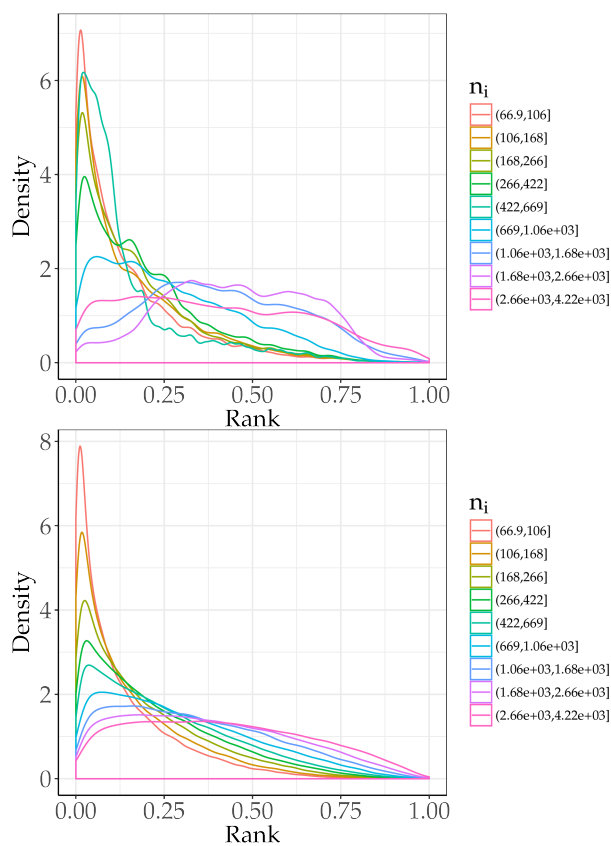 6
4
2
0
Density
0.00 0.25 0.50 0.75 1.00
Rank
n_i
(66.9,106]
(106,168]
(168,266]
(266,422]
(422,669]
(669,1.06e+03]
(1.06e+03,1.68e+03]
(1.68e+03,2.66e+03]
(2.66e+03,4.22e+03]
8
6
4
2
0
Density
0.00 0.25 0.50 0.75 1.00
Rank
n_i
(66.9,106]
(106,168]
(168,266]
(266,422]
(422,669]
(669,1.06e+03]
(1.06e+03,1.68e+03]
(1.68e+03,2.66e+03]
(2.66e+03,4.22e+03]